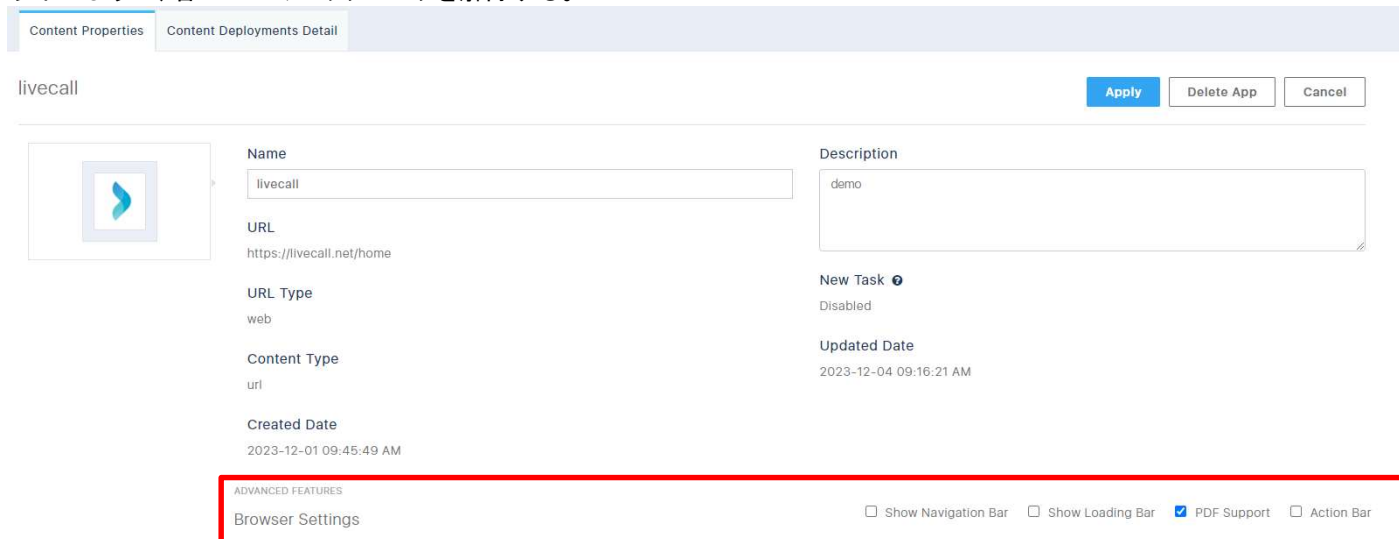 Content Properties Content Deployments Detail
livecall
Apply Delete App Cancel
Name
livecall
URL
https://livecall.net/home
URL Type
web
Content Type
url
Created Date
2023-12-01 09:45:49 AM
Description
demo
New Task
Disabled
Updated Date
2023-12-04 09:16:21 AM
ADVANCED FEATURES
Browser Settings
Show Navigation Bar Show Loading Bar PDF Support Action Bar